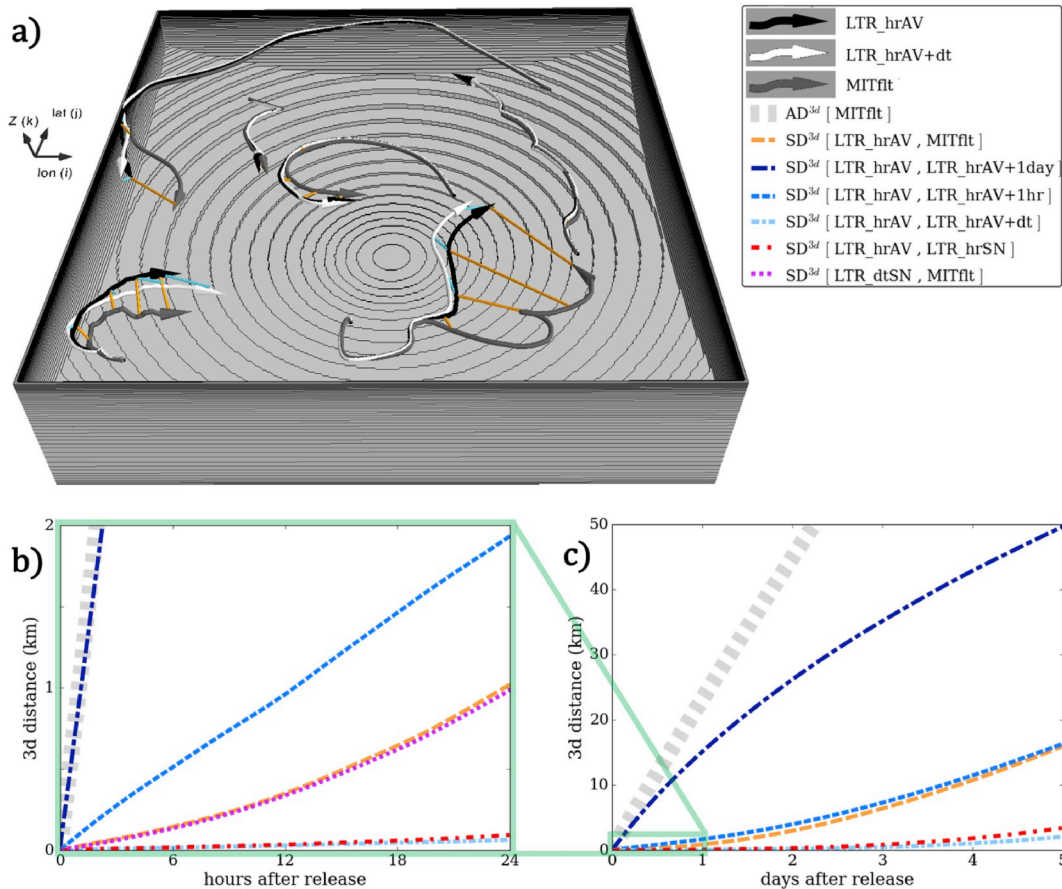 a)
Z (k)
lat (j)
lon (i)
LTR_hrAV
LTR_hrAV+dt
MITflt
AD³ᵈ [ MITflt ]
SD³ᵈ [ LTR_hrAV , MITflt ]
SD³ᵈ [ LTR_hrAV , LTR_hrAV+1day ]
SD³ᵈ [ LTR_hrAV , LTR_hrAV+1hr ]
SD³ᵈ [ LTR_hrAV , LTR_hrAV+dt ]
SD³ᵈ [ LTR_hrAV , LTR_hrSN ]
SD³ᵈ [ LTR_dtSN , MITflt ]
b)
2
1
0
3d distance (km)
0 6 12 18 24
hours after release
c)
50
40
30
20
10
0
3d distance (km)
0 1 2 3 4 5
days after release